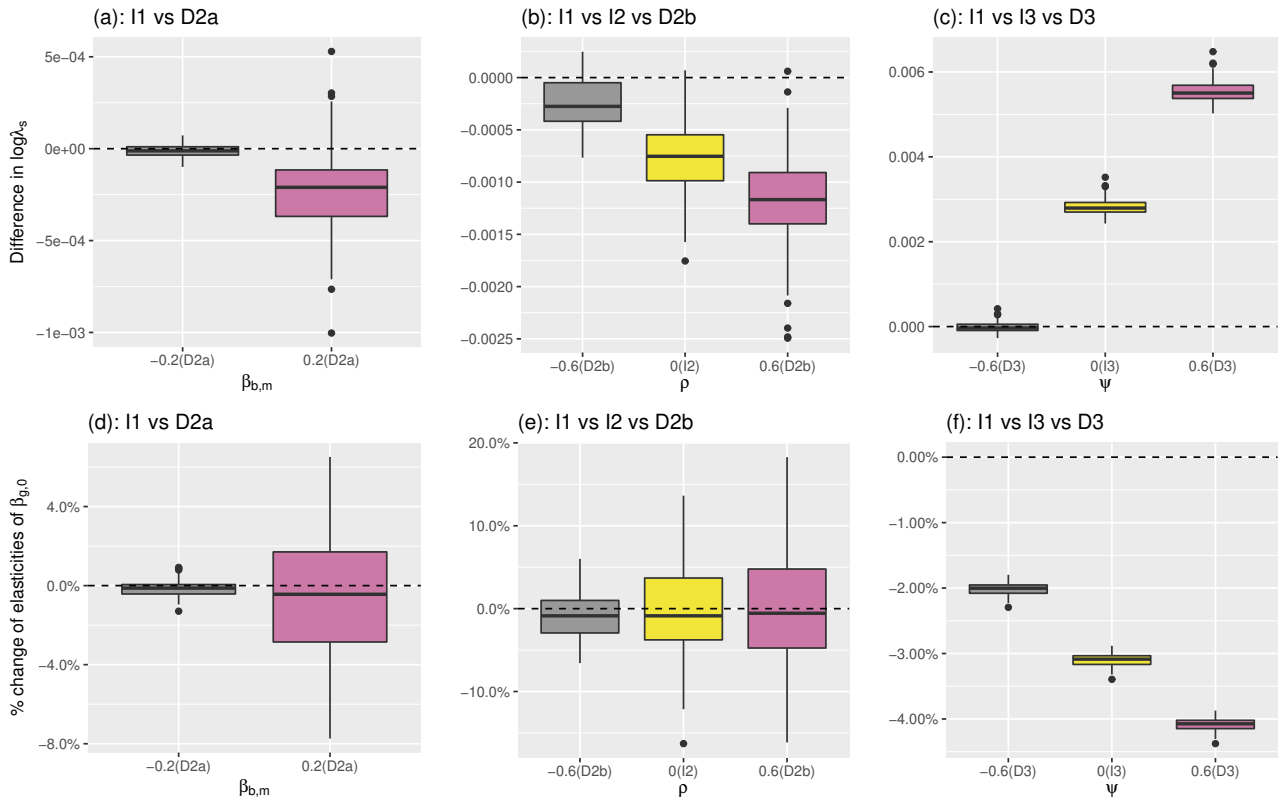 (a): I1 vs D2a
(b): I1 vs I2 vs D2b
(c): I1 vs I3 vs D3
Difference in logλs
5e−04
0e+00
−5e−04
−1e−03
−0.2(D2a)
0.2(D2a)
βb,m
0.0000
−0.0005
−0.0010
−0.0015
−0.0020
−0.0025
−0.6(D2b)
0(I2)
0.6(D2b)
ρ
0.006
0.004
0.002
0.000
−0.6(D3)
0(I3)
0.6(D3)
ψ
(d): I1 vs D2a
(e): I1 vs I2 vs D2b
(f): I1 vs I3 vs D3
% change of elasticities of βg,0
4.0%
0.0%
−4.0%
−8.0%
−0.2(D2a)
0.2(D2a)
βb,m
20.0%
10.0%
0.0%
−10.0%
−0.6(D2b)
0(I2)
0.6(D2b)
ρ
0.00%
−1.00%
−2.00%
−3.00%
−4.00%
−0.6(D3)
0(I3)
0.6(D3)
ψ